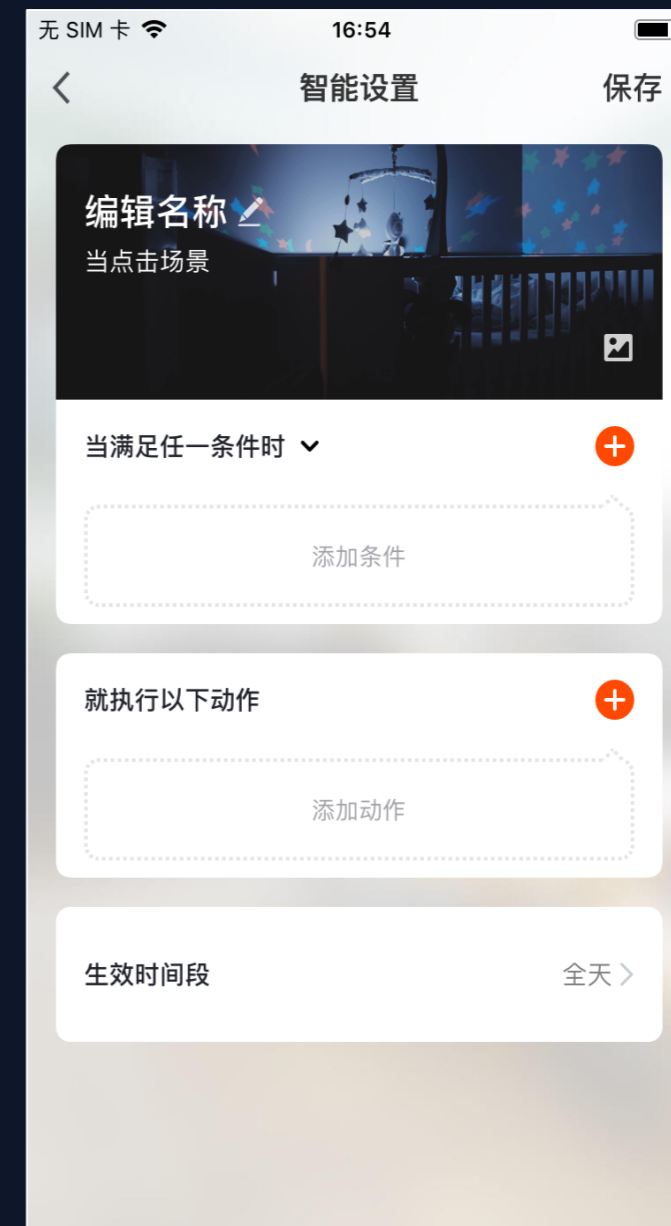 无 SIM 卡 16:54
智能设置 保存
编辑名称
当点击场景
当满足任一条件时
添加条件
就执行以下动作
添加动作
生效时间段 全天